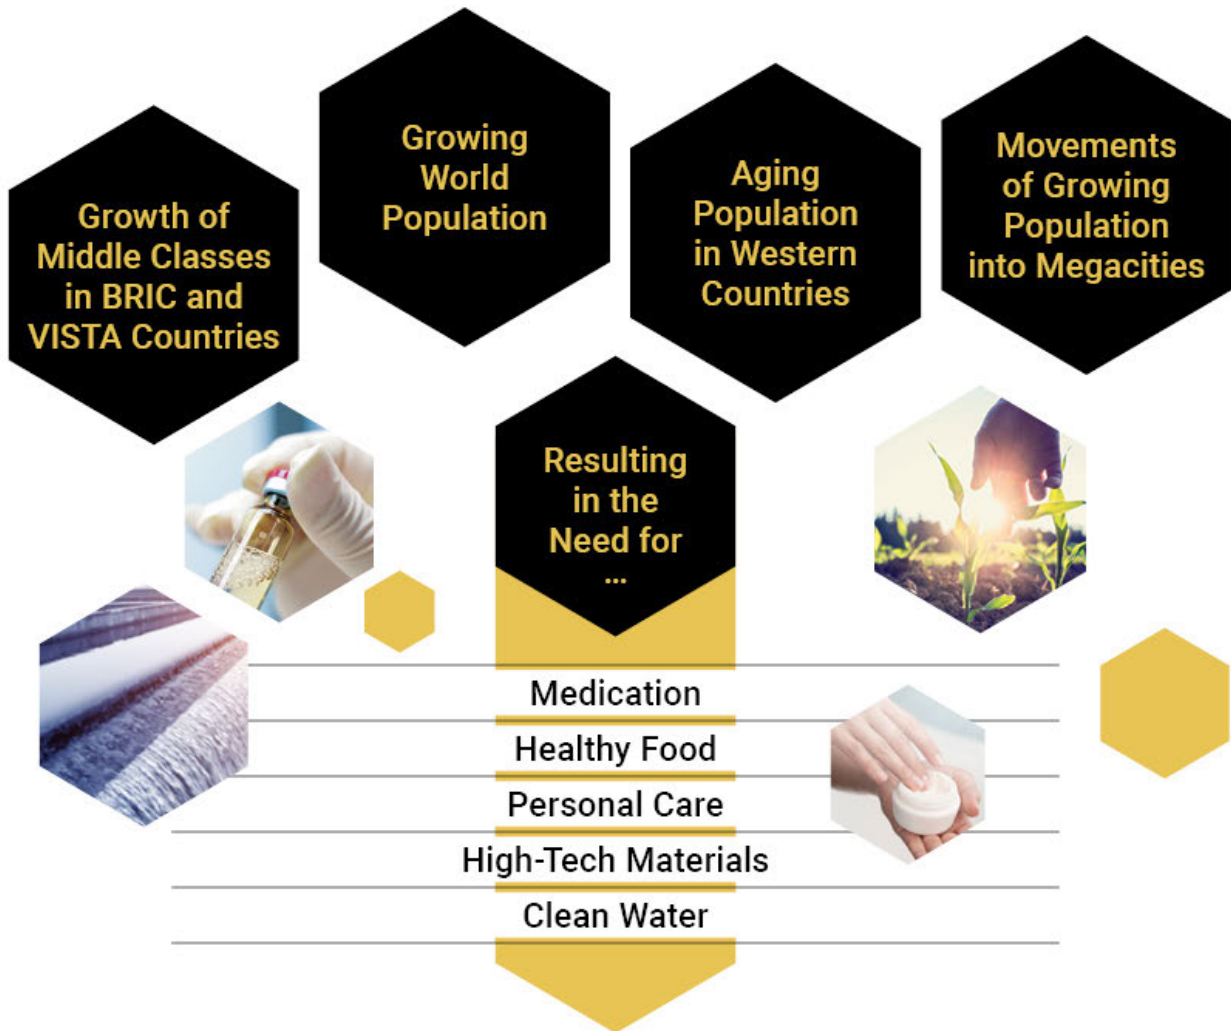 Growth of
Middle Classes
in BRIC and
VISTA Countries
Growing
World
Population
Aging
Population
in Western
Countries
Movements
of Growing
Population
into Megacities
Resulting
in the
Need for
...
Medication
Healthy Food
Personal Care
High-Tech Materials
Clean Water